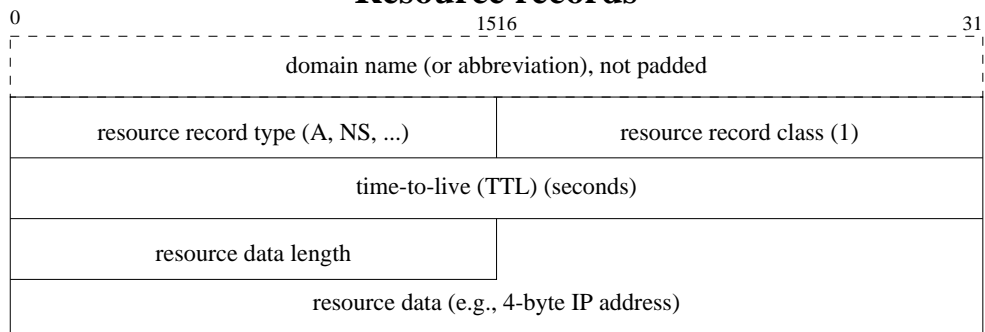 Resource records
0 1516 31
domain name (or abbreviation), not padded
resource record type (A, NS, ...) resource record class (1)
time-to-live (TTL) (seconds)
resource data length
resource data (e.g., 4-byte IP address)